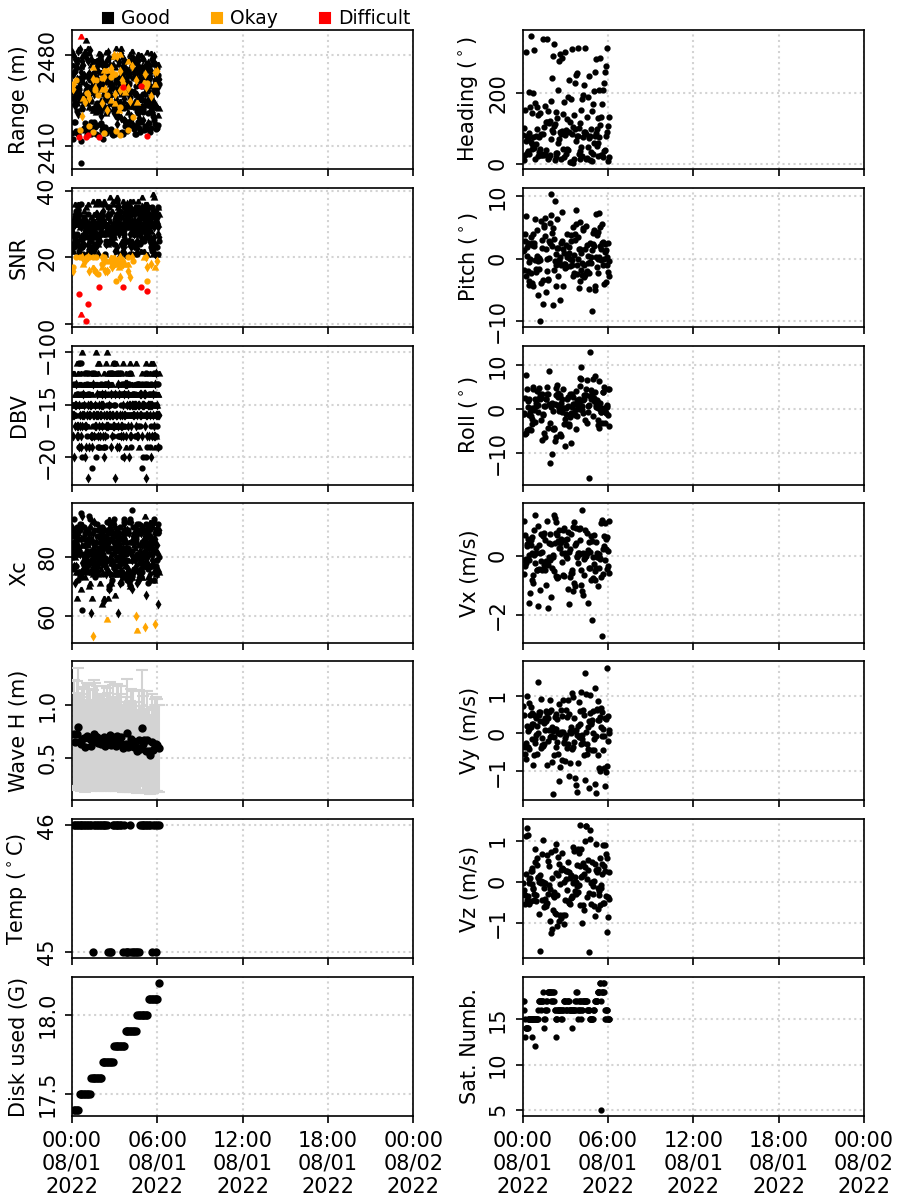 Good Okay Difficult
Range (m)
2480
2410
Heading (°)
200
0
SNR
40
20
0
Pitch (°)
10
0
−10
DBV
−10
−15
−20
Roll (°)
10
0
−10
Xc
80
60
Vx (m/s)
0
−2
Wave H (m)
1.0
0.5
Vy (m/s)
1
0
−1
Temp (°C)
46
45
Vz (m/s)
1
0
−1
Disk used (G)
18.0
17.5
Sat. Numb.
15
10
5
00:00 06:00 12:00 18:00 00:00
08/01 08/01 08/01 08/01 08/02
2022 2022 2022 2022 2022
00:00 06:00 12:00 18:00 00:00
08/01 08/01 08/01 08/01 08/02
2022 2022 2022 2022 2022